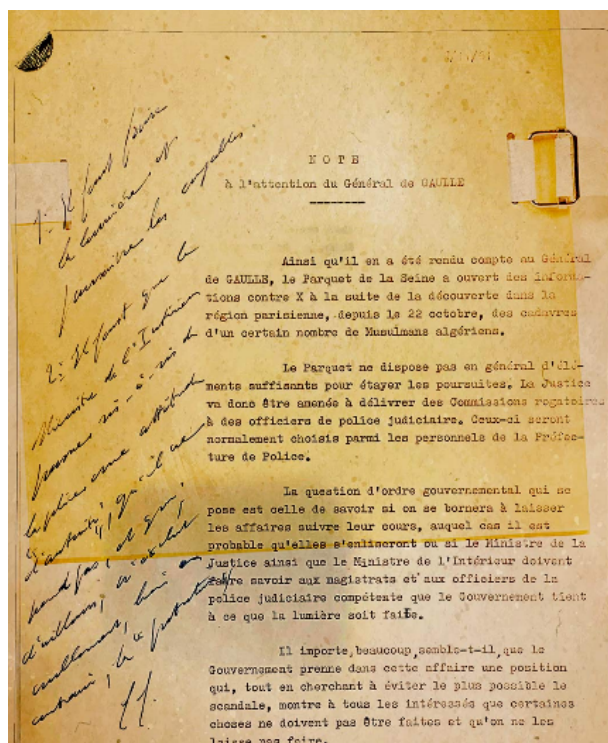 NOTE
à l'attention du Général de GAULLE
Ainsi qu'il en a été rendu compte au Général
de GAULLE, le Parquet de la Seine a ouvert des informa-
tions contre X à la suite de la découverte dans la
région parisienne, depuis le 22 octobre, des cadavres
d'un certain nombre de Musulmans algériens.
Le Parquet ne dispose pas en général d'élé-
ments suffisants pour étayer les poursuites. La Justice
va donc être amenée à délivrer des Commissions rogatoires
à des officiers de police judiciaire. Ceux-ci seront
normalement choisis parmi les personnels de la Préfec-
ture de Police.
La question d'ordre gouvernemental qui se
pose est celle de savoir si on se bornera à laisser
les affaires suivre leur cours, auquel cas il est
probable qu'elles s'enliseront ou si le Ministre de la
Justice ainsi que le Ministre de l'Intérieur doivent
faire savoir aux magistrats et aux officiers de la
police judiciaire compétente que le Gouvernement tient
à ce que la lumière soit faite.
Il importe, beaucoup, semble-t-il, que le
Gouvernement prenne dans cette affaire une position
qui, tout en cherchant à éviter le plus possible le
scandale, montre à tous les intéressés que certaines
choses ne doivent pas être faites et qu'on ne les
laisse pas faire.
1- Il faut faire
la lumière et
poursuivre les coupables.
2- Il faut que le
Ministre de l'Intérieur
prenne vis-à-vis de
la police une attitude
d'autorité, qu'il ne
prend pas, et qui,
d'ailleurs,
au
contraire, la